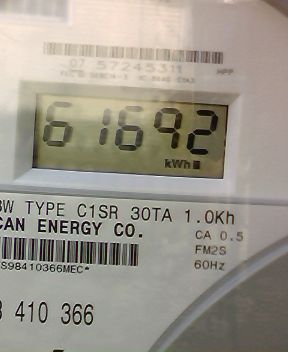 07 57245311
61692
kWh
3W TYPE C1SR 30TA 1.0Kh
CAN ENERGY CO.
CA 0.5
FM2S
60Hz
S98410366MEC*
410 366